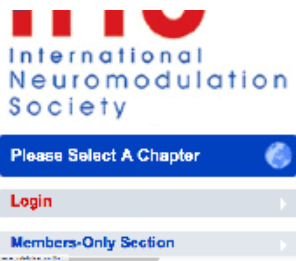 International
Neuromodulation
Society
Please Select A Chapter
Login
Members-Only Section